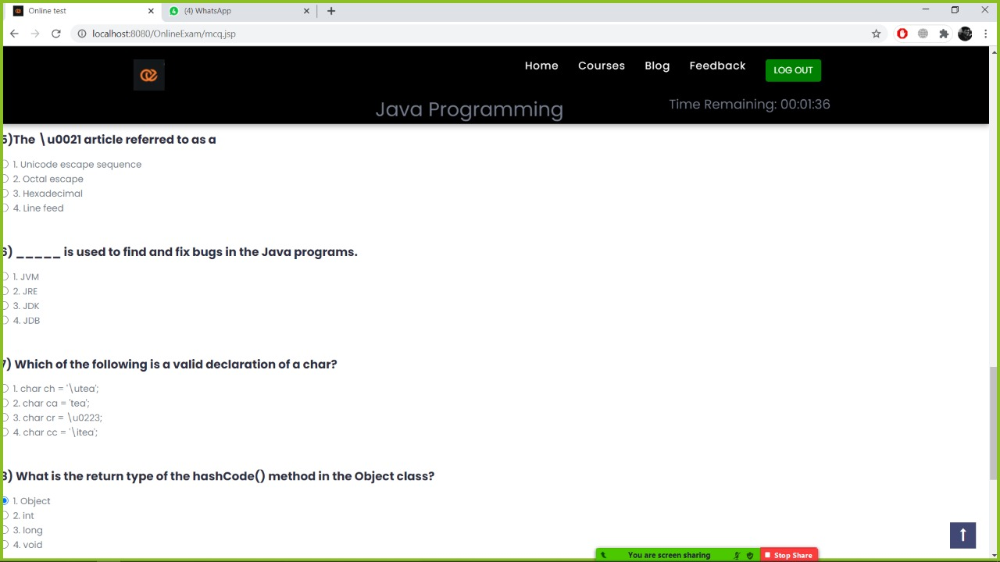 Online test
(4) WhatsApp
localhost:8080/OnlineExam/mcq.jsp
Home Courses Blog Feedback LOG OUT
Java Programming
Time Remaining: 00:01:36
5)The \u0021 article referred to as a
1. Unicode escape sequence
2. Octal escape
3. Hexadecimal
4. Line feed
6) _____ is used to find and fix bugs in the Java programs.
1. JVM
2. JRE
3. JDK
4. JDB
7) Which of the following is a valid declaration of a char?
1. char ch = '\utea';
2. char ca = 'tea';
3. char cr = \u0223;
4. char cc = '\itea';
8) What is the return type of the hashCode() method in the Object class?
1. Object
2. int
3. long
4. void
You are screen sharing
Stop Share